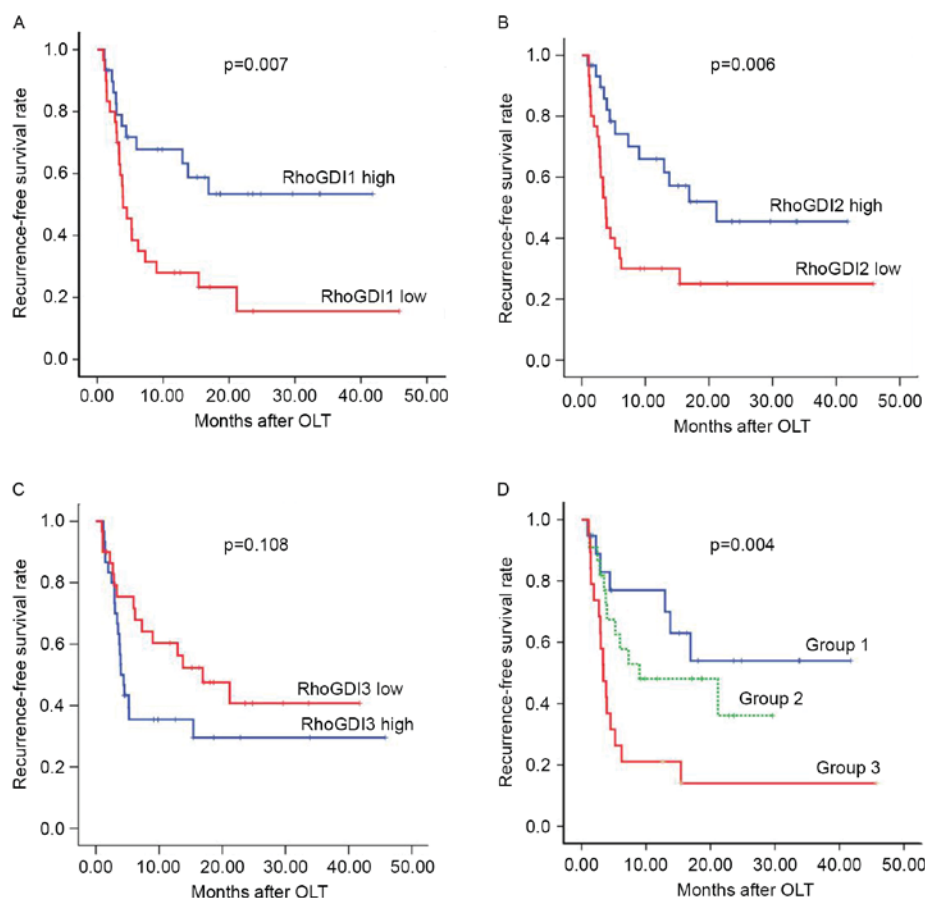 A
p=0.007
Recurrence-free survival rate
1.0
0.8
0.6
0.4
0.2
0.0
RhoGDI1 high
RhoGDI1 low
0.00 10.00 20.00 30.00 40.00 50.00
Months after OLT
B
p=0.006
Recurrence-free survival rate
1.0
0.8
0.6
0.4
0.2
0.0
RhoGDI2 high
RhoGDI2 low
0.00 10.00 20.00 30.00 40.00 50.00
Months after OLT
C
p=0.108
Recurrence-free survival rate
1.0
0.8
0.6
0.4
0.2
0.0
RhoGDI3 low
RhoGDI3 high
0.00 10.00 20.00 30.00 40.00 50.00
Months after OLT
D
p=0.004
Recurrence-free survival rate
1.0
0.8
0.6
0.4
0.2
0.0
Group 1
Group 2
Group 3
0.00 10.00 20.00 30.00 40.00 50.00
Months after OLT